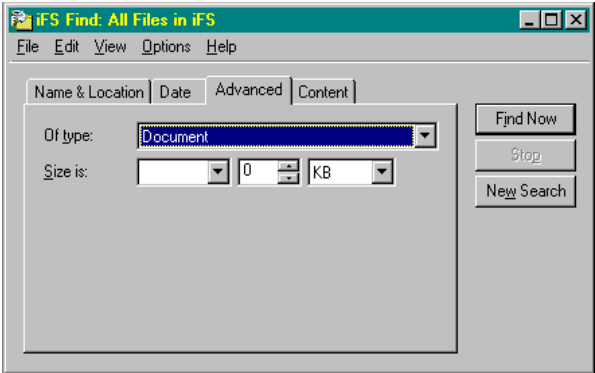 iFS Find: All Files in iFS
File Edit View Options Help
Name & Location Date Advanced Content
Of type: Document
Size is: 0 KB
Find Now
Stop
New Search